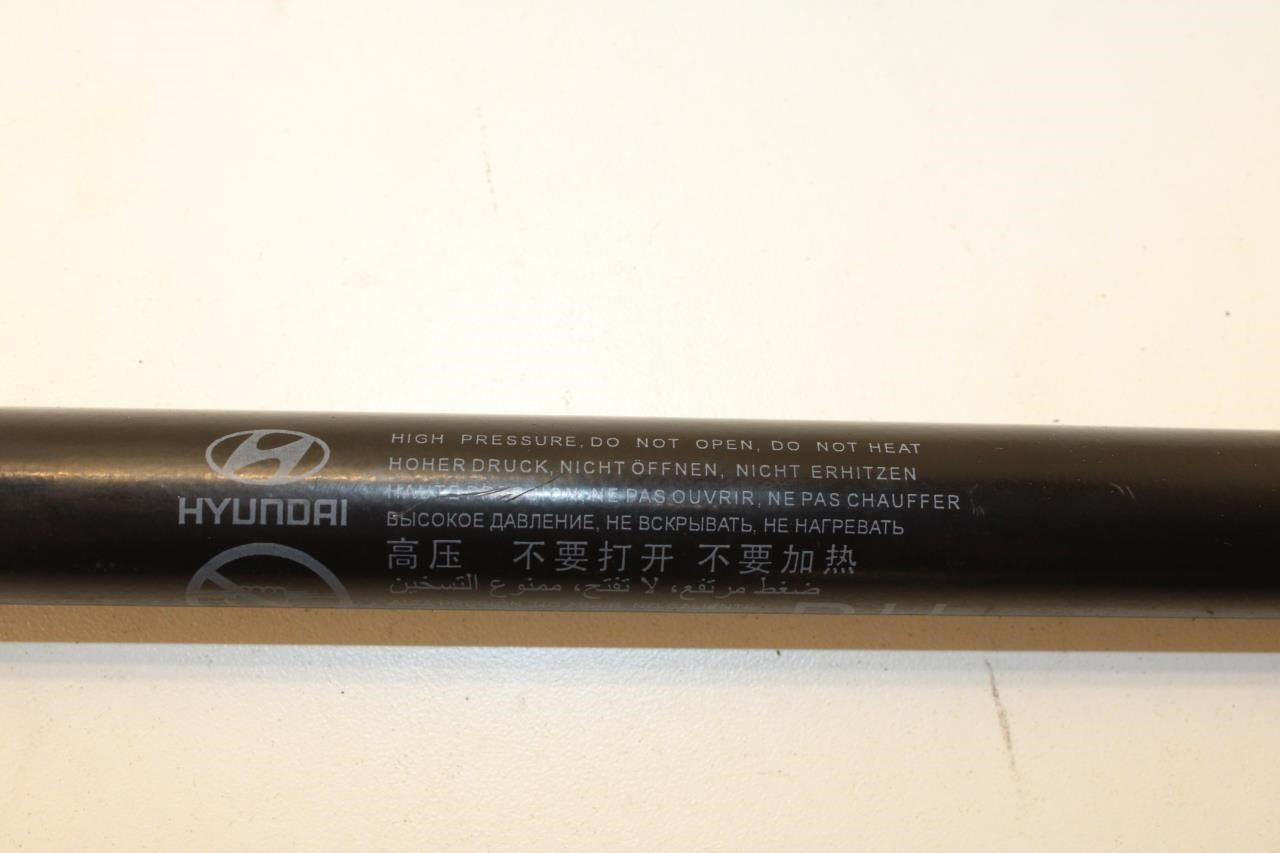 HYUNDAI
HIGH PRESSURE, DO NOT OPEN, DO NOT HEAT
HOHER DRUCK, NICHT ÖFFNEN, NICHT ERHITZEN
HAUTE NE PAS OUVRIR, NE PAS CHAUFFER
ВЫСОКОЕ ДАВЛЕНИЕ, НЕ ВСКРЫВАТЬ, НЕ НАГРЕВАТЬ
高压 不要打开 不要加热
ضغط مرتفع، لا تفتح، ممنوع التسخين